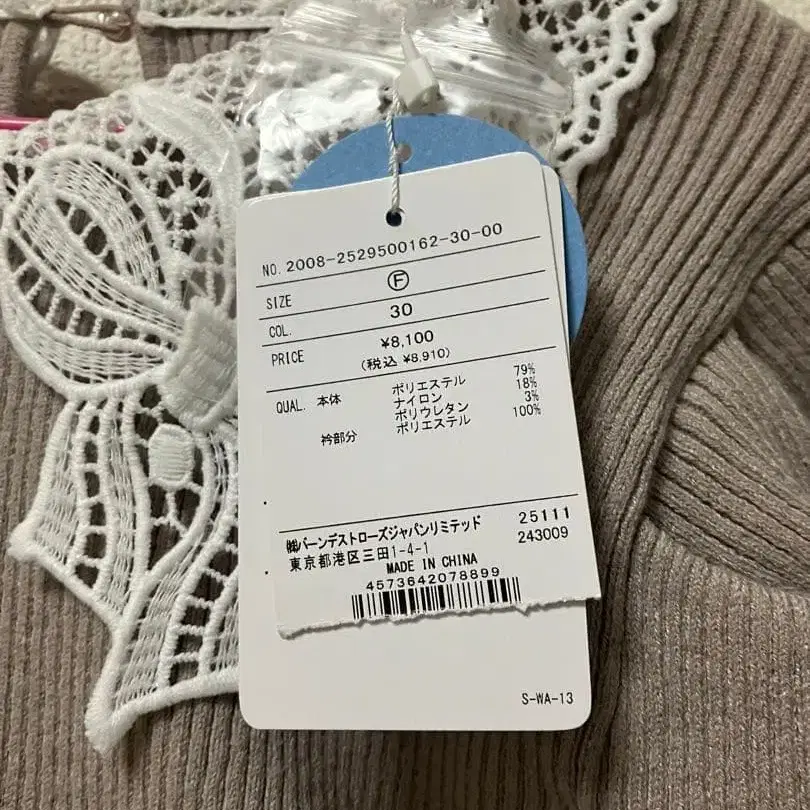 NO. 2008-2529500162-30-00
SIZE Ⓕ
COL. 30
PRICE ¥8,100
(税込 ¥8,910)
QUAL. 本体 ポリエステル 79%
ナイロン 18%
ポリウレタン 3%
衿部分 ポリエステル 100%
㈱バーンデストローズジャパンリミテッド 25111
東京都港区三田1-4-1 243009
MADE IN CHINA
4573642078899
S-WA-13